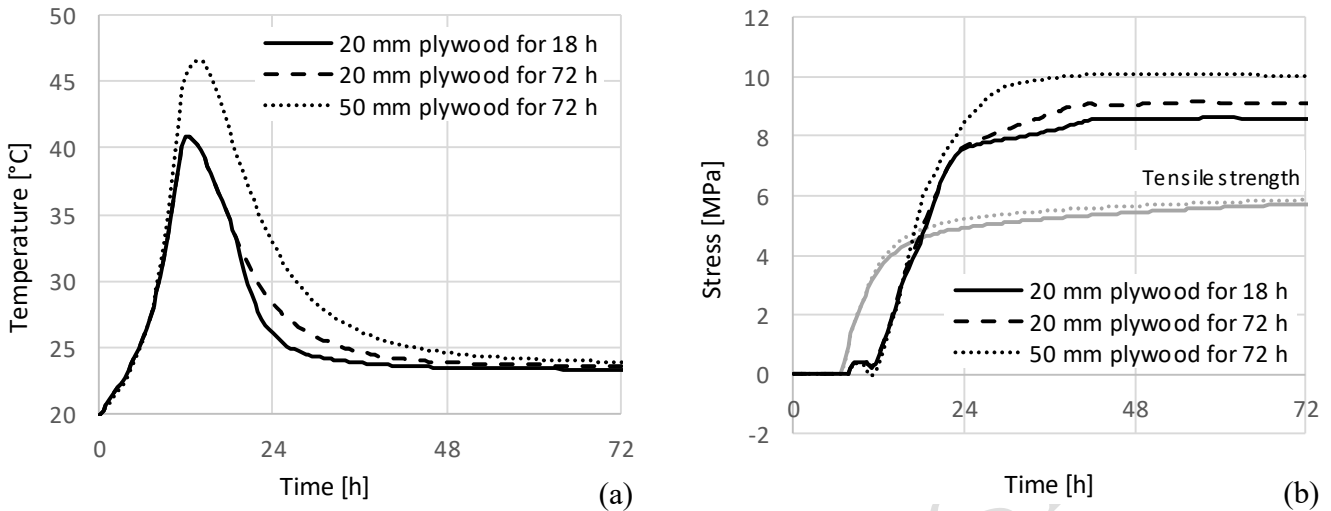 50
45
40
35
30
25
20
0
24
48
72
Temperature [°C]
Time [h]
20 mm plywood for 18 h
20 mm plywood for 72 h
50 mm plywood for 72 h
(a)
12
10
8
6
4
2
0
-2
0
24
48
72
Stress [MPa]
Time [h]
Tensile strength
20 mm plywood for 18 h
20 mm plywood for 72 h
50 mm plywood for 72 h
(b)